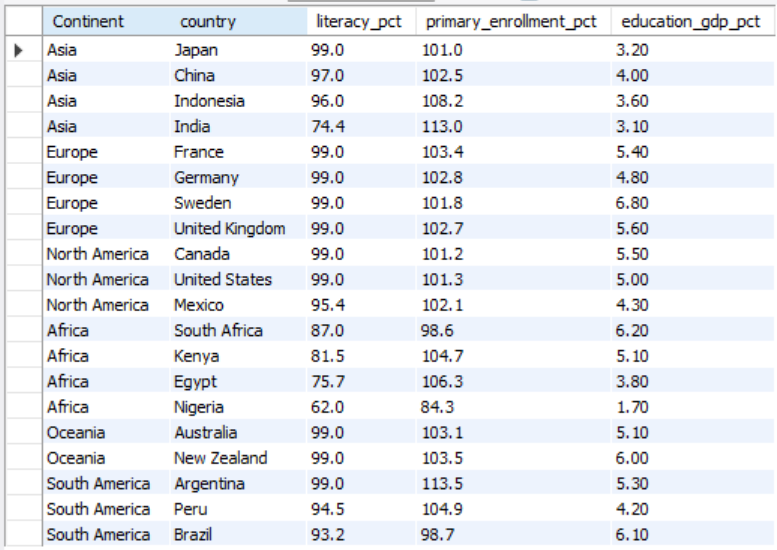 Continent country literacy_pct primary_enrollment_pct education_gdp_pct
Asia Japan 99.0 101.0 3.20
Asia China 97.0 102.5 4.00
Asia Indonesia 96.0 108.2 3.60
Asia India 74.4 113.0 3.10
Europe France 99.0 103.4 5.40
Europe Germany 99.0 102.8 4.80
Europe Sweden 99.0 101.8 6.80
Europe United Kingdom 99.0 102.7 5.60
North America Canada 99.0 101.2 5.50
North America United States 99.0 101.3 5.00
North America Mexico 95.4 102.1 4.30
Africa South Africa 87.0 98.6 6.20
Africa Kenya 81.5 104.7 5.10
Africa Egypt 75.7 106.3 3.80
Africa Nigeria 62.0 84.3 1.70
Oceania Australia 99.0 103.1 5.10
Oceania New Zealand 99.0 103.5 6.00
South America Argentina 99.0 113.5 5.30
South America Peru 94.5 104.9 4.20
South America Brazil 93.2 98.7 6.10